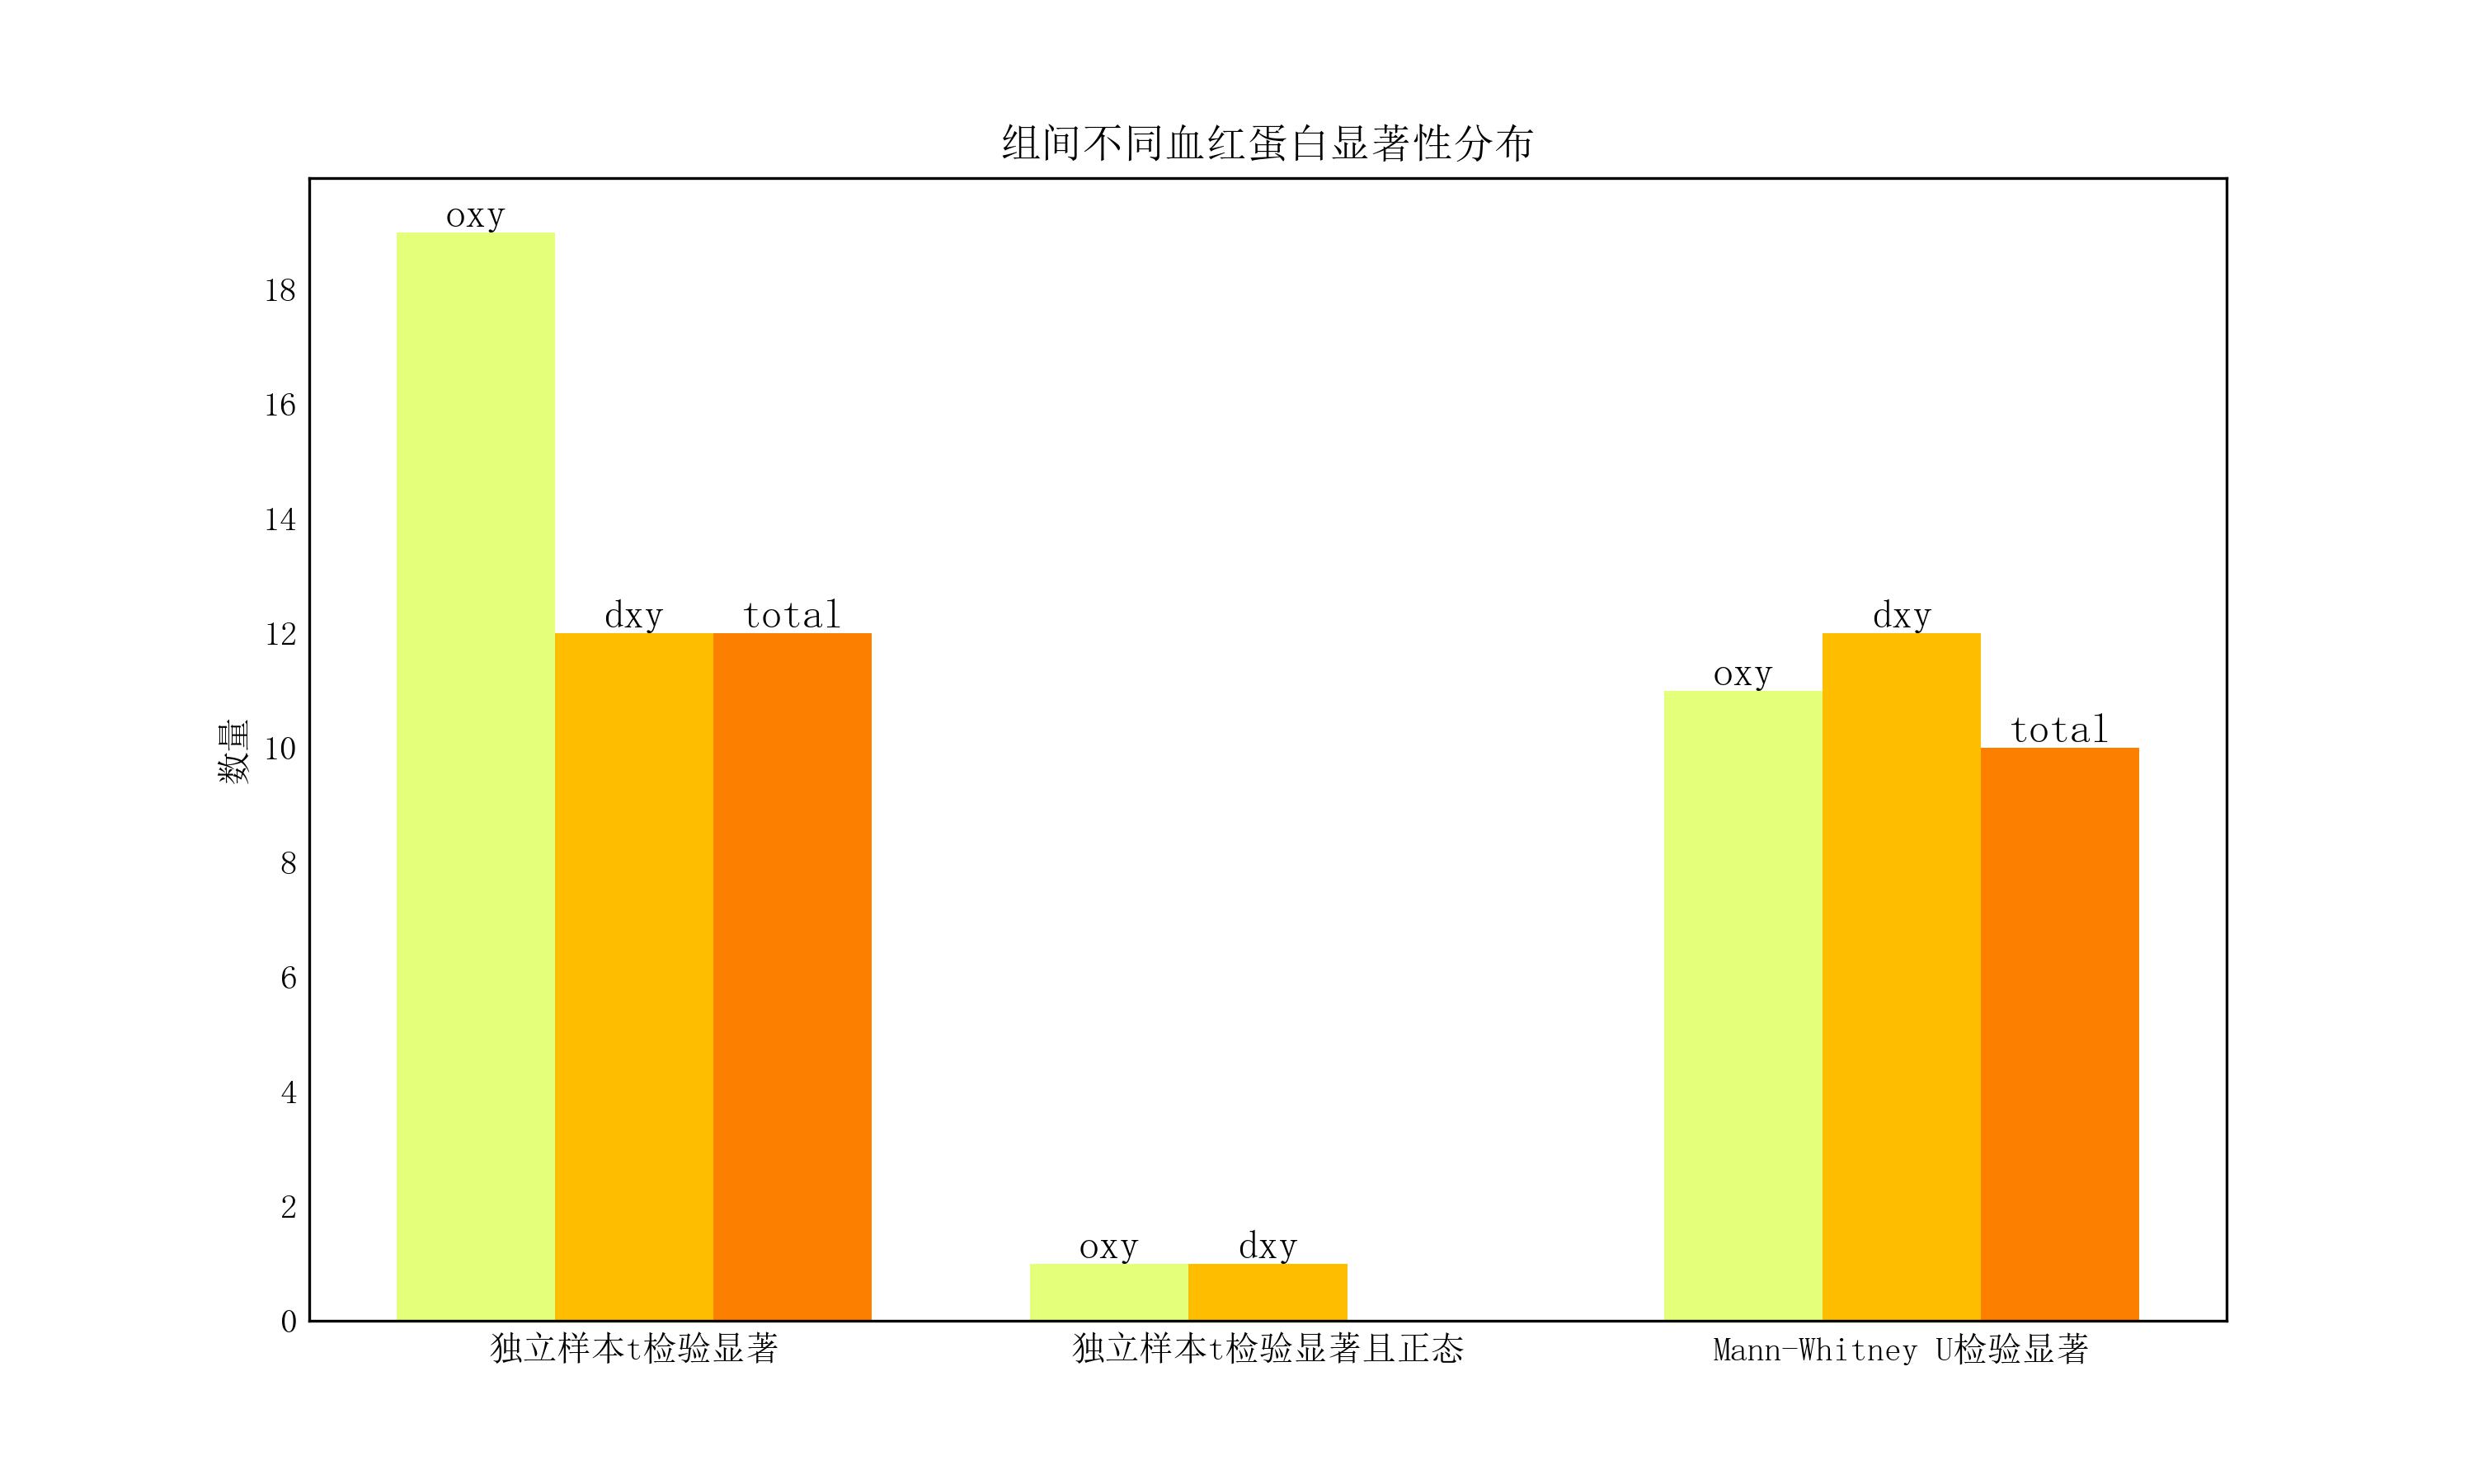 组间不同血红蛋白显著性分布
数量
18
16
14
12
10
8
6
4
2
0
oxy
dxy
total
oxy
dxy
oxy
dxy
total
独立样本t检验显著
独立样本t检验显著且正态
Mann-Whitney U检验显著